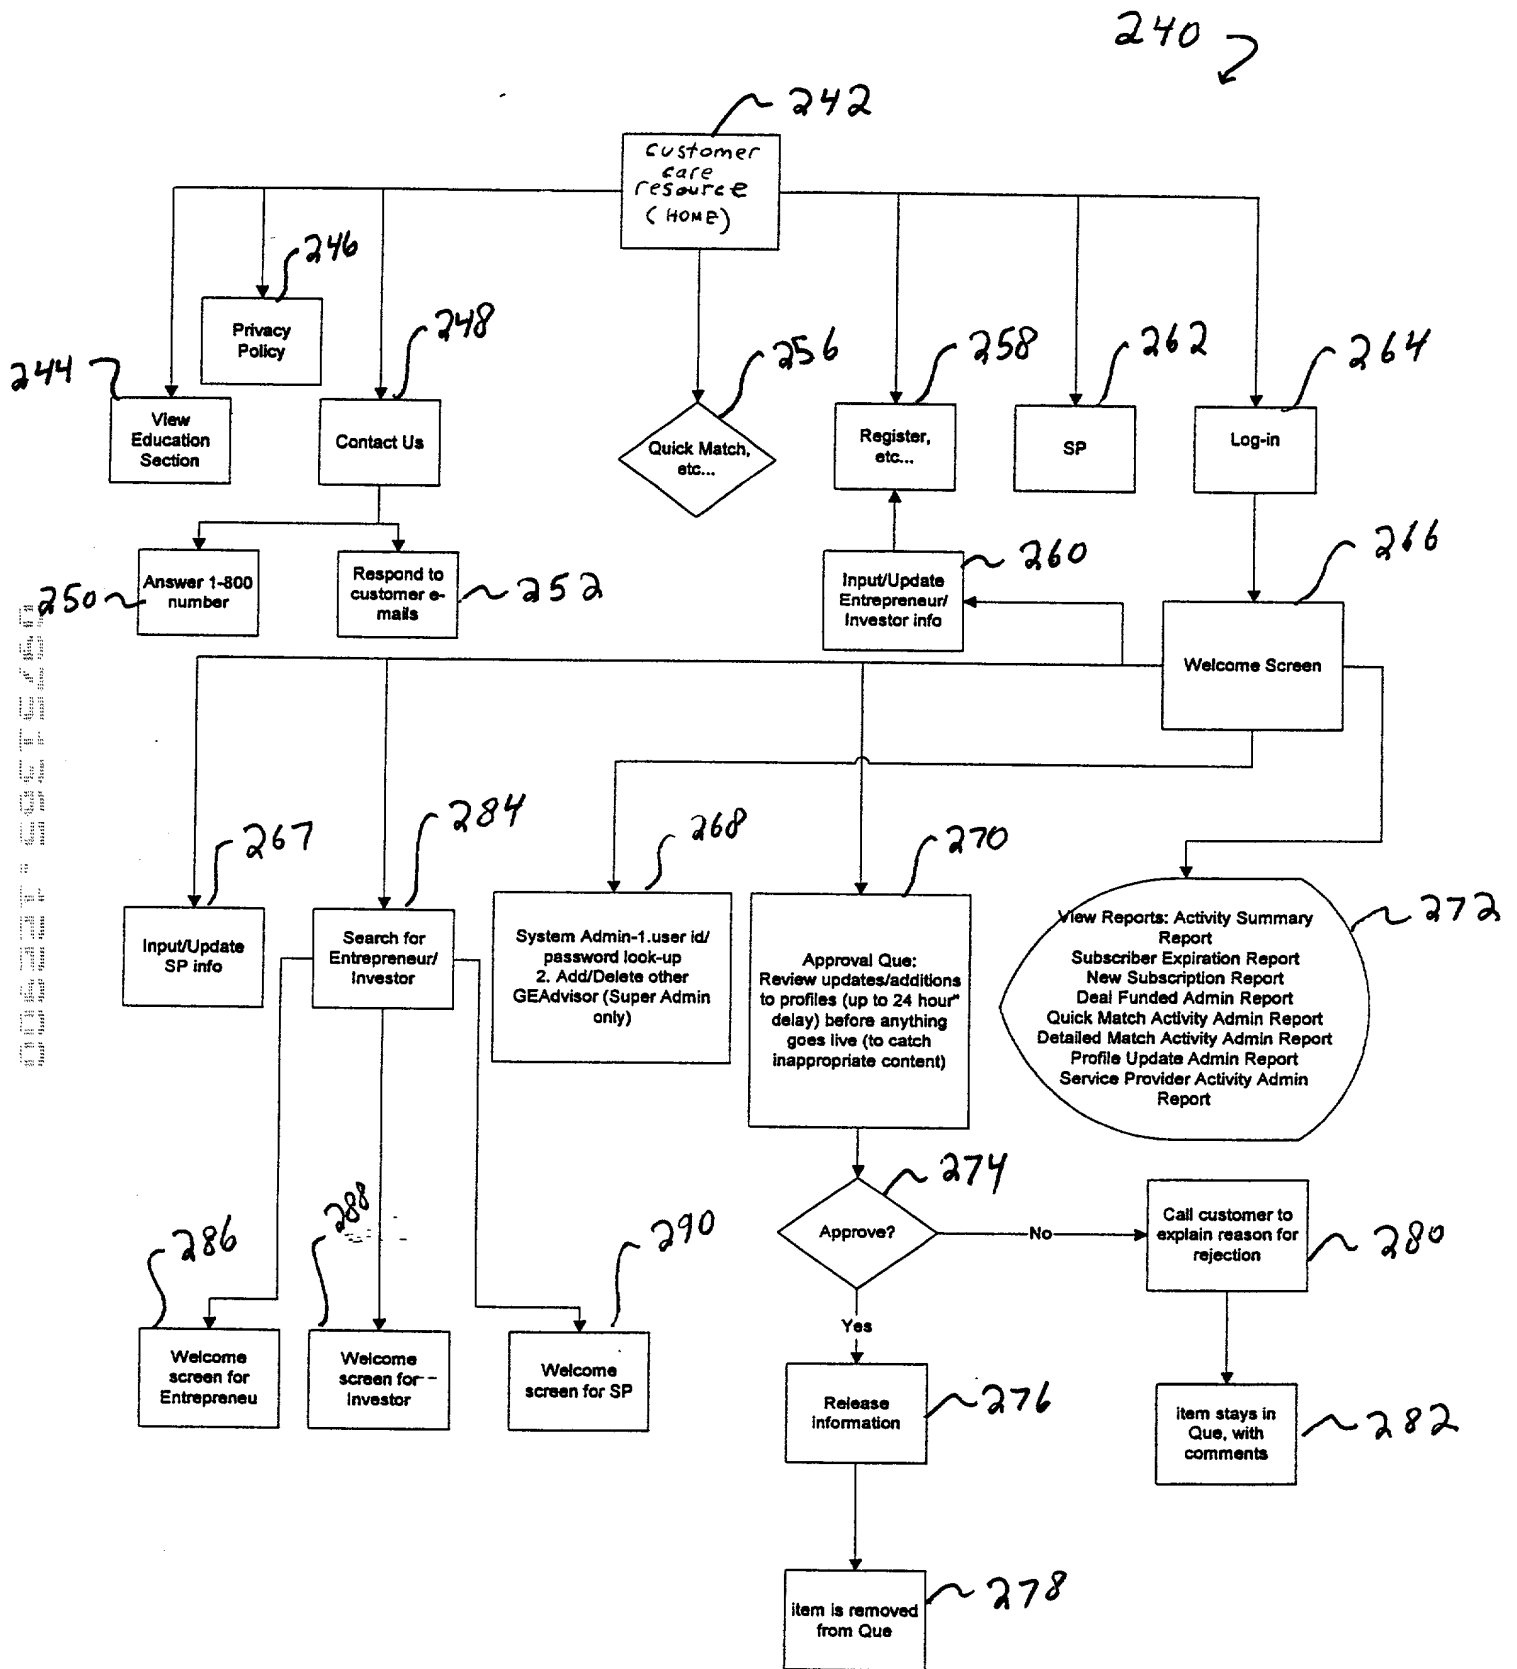 240
242
customer
care
resource
(HOME)
246
Privacy
Policy
244
View
Education
Section
248
Contact Us
256
Quick Match,
etc...
258
Register,
etc...
262
SP
264
Log-in
250
Answer 1-800
number
Respond to
customer e-
mails
252
260
Input/Update
Entrepreneur/
Investor info
266
Welcome Screen
267
Input/Update
SP info
284
Search for
Entrepreneur/
Investor
268
System Admin-1.user id/
password look-up
2. Add/Delete other
GEAdvisor (Super Admin
only)
270
Approval Que:
Review updates/additions
to profiles (up to 24 hour"
delay) before anything
goes live (to catch
inappropriate content)
272
View Reports: Activity Summary
Report
Subscriber Expiration Report
New Subscription Report
Deal Funded Admin Report
Quick Match Activity Admin Report
Detailed Match Activity Admin Report
Profile Update Admin Report
Service Provider Activity Admin
Report
274
Approve?
No
Call customer to
explain reason for
rejection
280
286
Welcome
screen for
Entrepreneu
288
Welcome
screen for
Investor
290
Welcome
screen for SP
Yes
Release
information
276
item stays in
Que, with
comments
282
item is removed
from Que
278